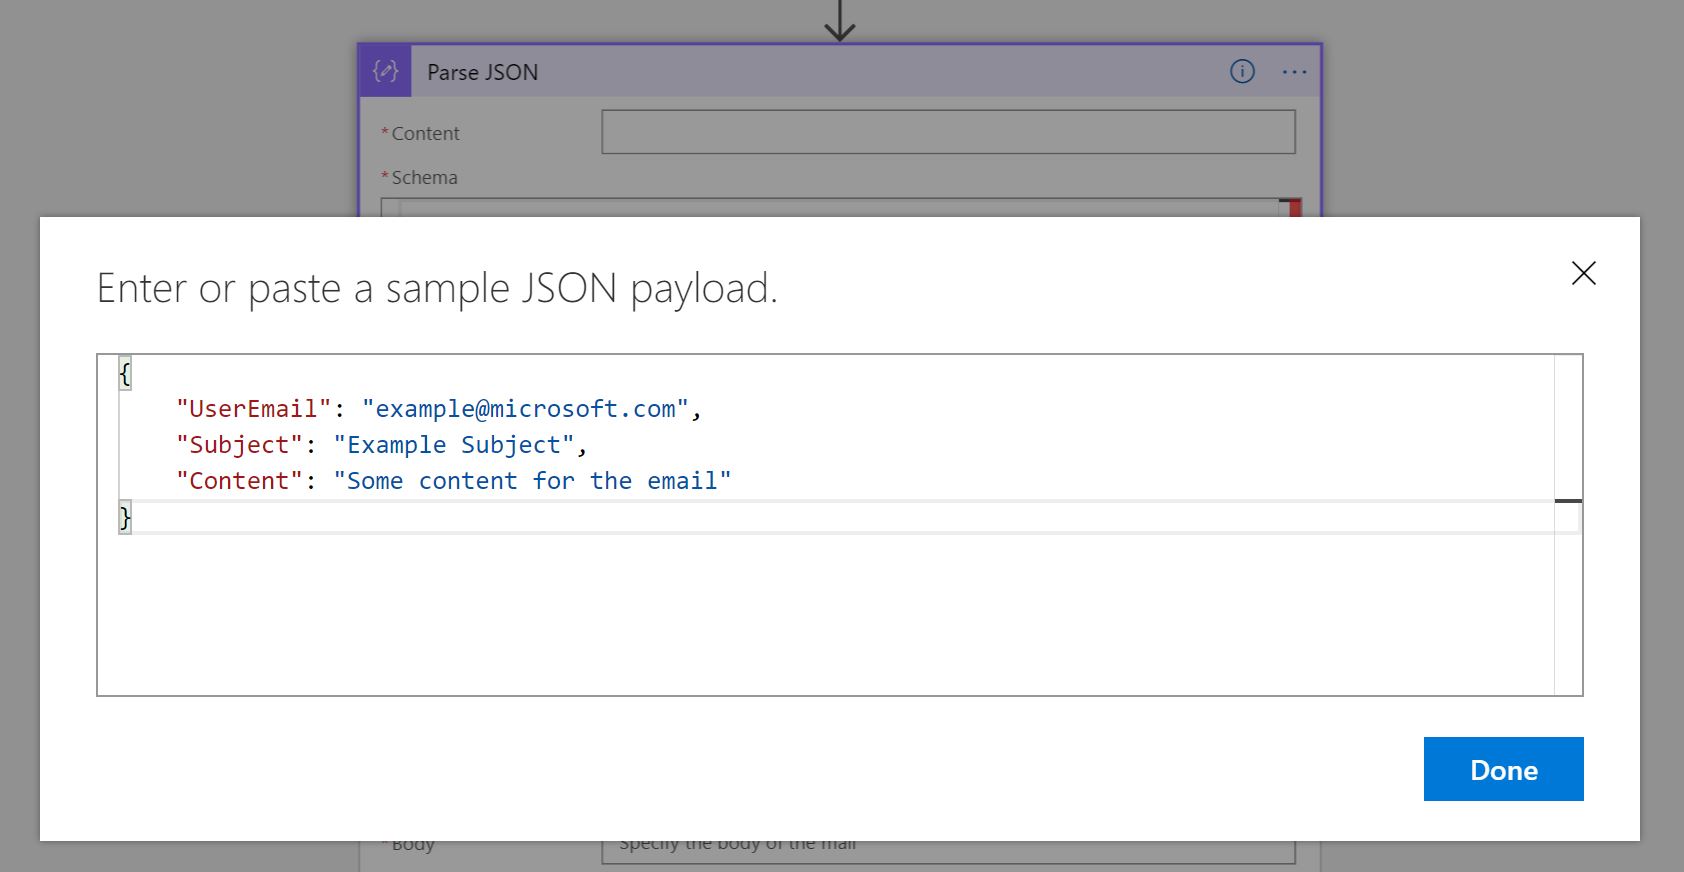 Parse JSON
* Content
* Schema
Enter or paste a sample JSON payload.
{
"UserEmail": "example@microsoft.com",
"Subject": "Example Subject",
"Content": "Some content for the email"
}
Done
* Body Specify the body of the mail